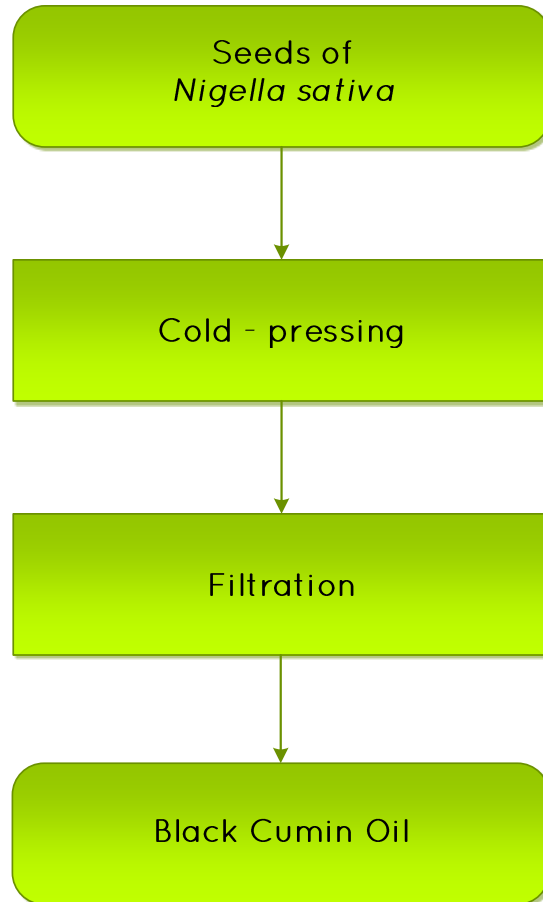 Seeds of
Nigella sativa
Cold - pressing
Filtration
Black Cumin Oil